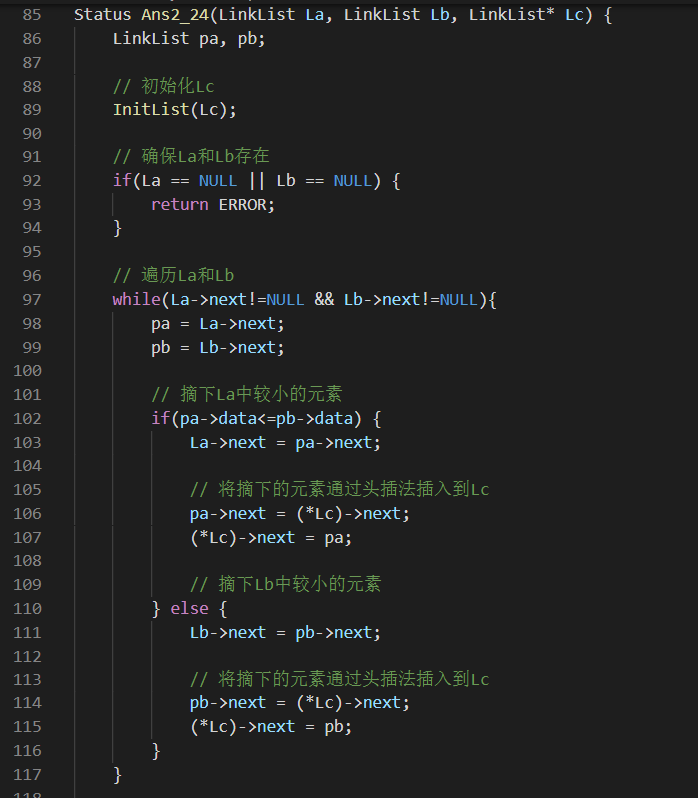 85 Status Ans2_24(LinkList La, LinkList Lb, LinkList* Lc) {
86 LinkList pa, pb;
87
88 // 初始化Lc
89 InitList(Lc);
90
91 // 确保La和Lb存在
92 if(La == NULL || Lb == NULL) {
93 return ERROR;
94 }
95
96 // 遍历La和Lb
97 while(La->next!=NULL && Lb->next!=NULL){
98 pa = La->next;
99 pb = Lb->next;
100
101 // 摘下La中较小的元素
102 if(pa->data<=pb->data) {
103 La->next = pa->next;
104
105 // 将摘下的元素通过头插法插入到Lc
106 pa->next = (*Lc)->next;
107 (*Lc)->next = pa;
108
109 // 摘下Lb中较小的元素
110 } else {
111 Lb->next = pb->next;
112
113 // 将摘下的元素通过头插法插入到Lc
114 pb->next = (*Lc)->next;
115 (*Lc)->next = pb;
116 }
117 }
118